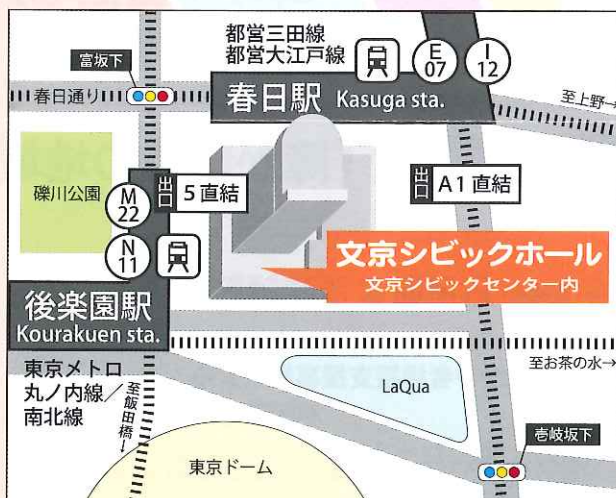 都営三田線
都営大江戸線
E
07
I
12
富坂下
春日通り
春日駅 Kasuga sta.
至上野→
礫川公園
M
22
出口 5 直結
出口 A1 直結
N
11
文京シビックホール
文京シビックセンター内
後楽園駅
Kourakuen sta.
東京メトロ
丸ノ内線／
南北線
至飯田橋→
至お茶の水→
LaQua
壱岐坂下
東京ドーム